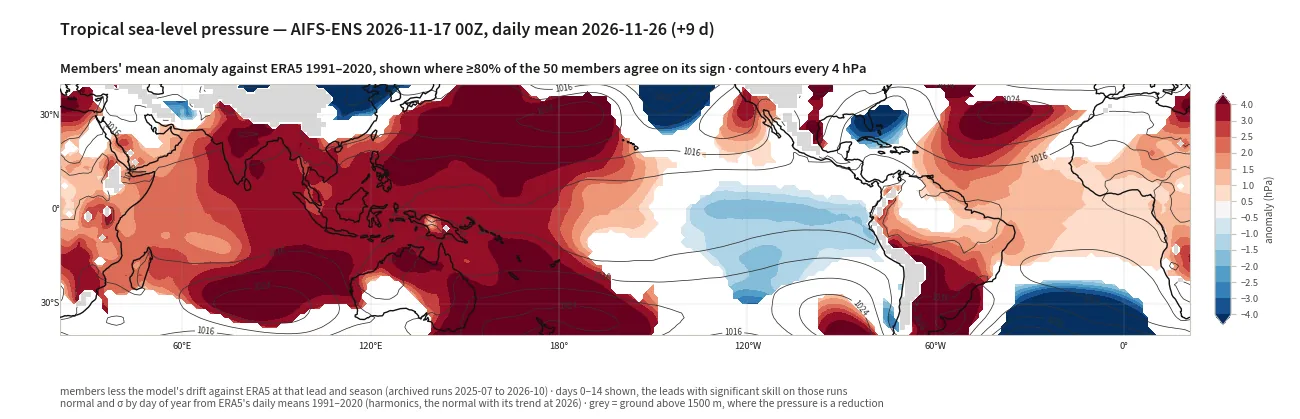 Tropical sea-level pressure — AIFS-ENS 2026-11-17 00Z, daily mean 2026-11-26 (+9 d)
Members' mean anomaly against ERA5 1991–2020, shown where ≥80% of the 50 members agree on its sign · contours every 4 hPa
30°N
0°
30°S
60°E
120°E
180°
120°W
60°W
0°
1016
1016
1016
1024
1016
1016
1016
1024
4.0
3.0
2.5
2.0
1.5
1.0
0.5
−0.5
−1.0
−1.5
−2.0
−2.5
−3.0
−4.0
anomaly (hPa)
members less the model's drift against ERA5 at that lead and season (archived runs 2025-07 to 2026-10) · days 0–14 shown, the leads with significant skill on those runs
normal and σ by day of year from ERA5's daily means 1991–2020 (harmonics, the normal with its trend at 2026) · grey = ground above 1500 m, where the pressure is a reduction